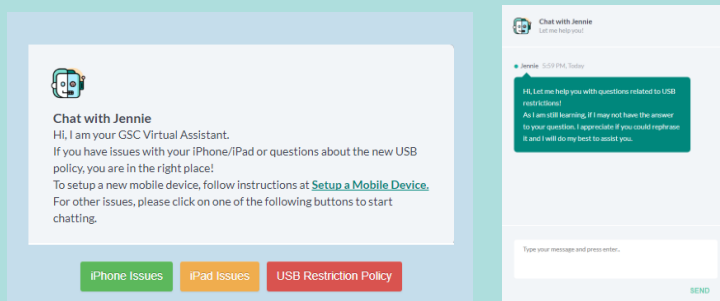 Chat with Jennie
Hi, I am your GSC Virtual Assistant.
If you have issues with your iPhone/iPad or questions about the new USB
policy, you are in the right place!
To setup a new mobile device, follow instructions at Setup a Mobile Device.
For other issues, please click on one of the following buttons to start
chatting.
iPhone Issues
iPad Issues
USB Restriction Policy
Chat with Jennie
Let me help you!
Jennie 5:59 PM, Today
Hi, Let me help you with questions related to USB
restrictions!
As I am still learning, if I may not have the answer
to your question. I appreciate if you could rephrase
it and I will do my best to assist you.
Type your message and press enter..
SEND